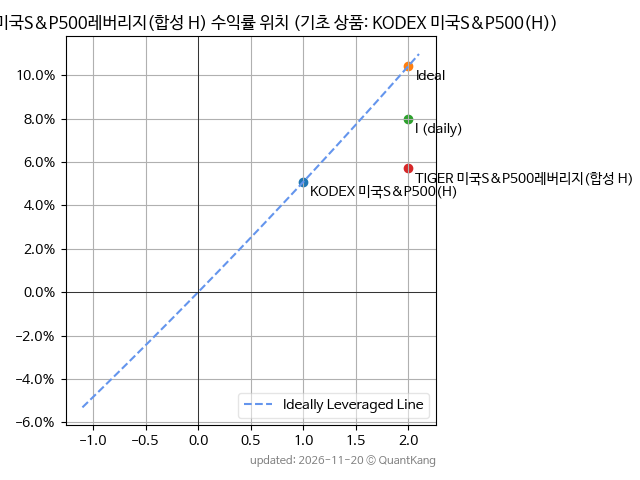 미국S&P500레버리지(합성 H) 수익률 위치 (기초 상품: KODEX 미국S&P500(H))
10.0%
8.0%
6.0%
4.0%
2.0%
0.0%
-2.0%
-4.0%
-6.0%
Ideal
l (daily)
TIGER 미국S&P500레버리지(합성 H)
KODEX 미국S&P500(H)
Ideally Leveraged Line
-1.0 -0.5 0.0 0.5 1.0 1.5 2.0
updated: 2026-11-20 © QuantKang